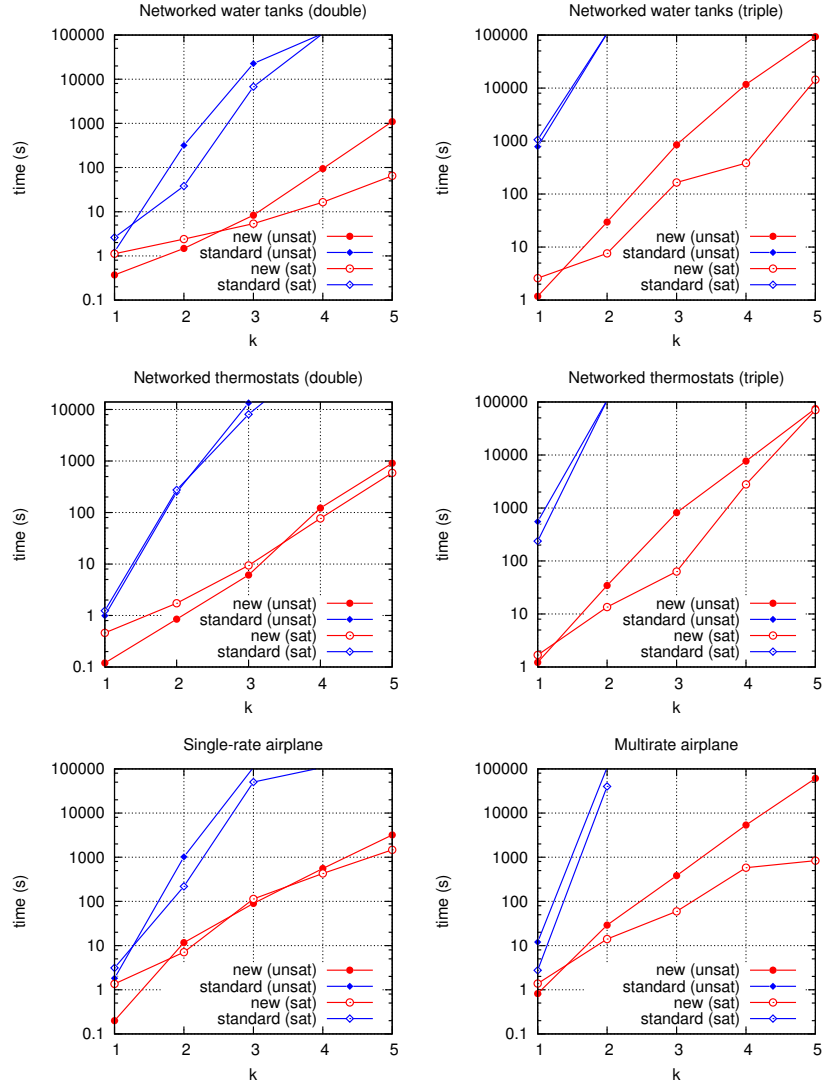 Networked water tanks (double)
100000
10000
1000
100
10
1
0.1
time (s)
new (unsat)
standard (unsat)
new (sat)
standard (sat)
1 2 3 4 5
k
Networked water tanks (triple)
100000
10000
1000
100
10
1
time (s)
new (unsat)
standard (unsat)
new (sat)
standard (sat)
1 2 3 4 5
k
Networked thermostats (double)
10000
1000
100
10
1
0.1
time (s)
new (unsat)
standard (unsat)
new (sat)
standard (sat)
1 2 3 4 5
k
Networked thermostats (triple)
100000
10000
1000
100
10
1
time (s)
new (unsat)
standard (unsat)
new (sat)
standard (sat)
1 2 3 4 5
k
Single-rate airplane
100000
10000
1000
100
10
1
0.1
time (s)
new (unsat)
standard (unsat)
new (sat)
standard (sat)
1 2 3 4 5
k
Multirate airplane
100000
10000
1000
100
10
1
0.1
time (s)
new (unsat)
standard (unsat)
new (sat)
standard (sat)
1 2 3 4 5
k